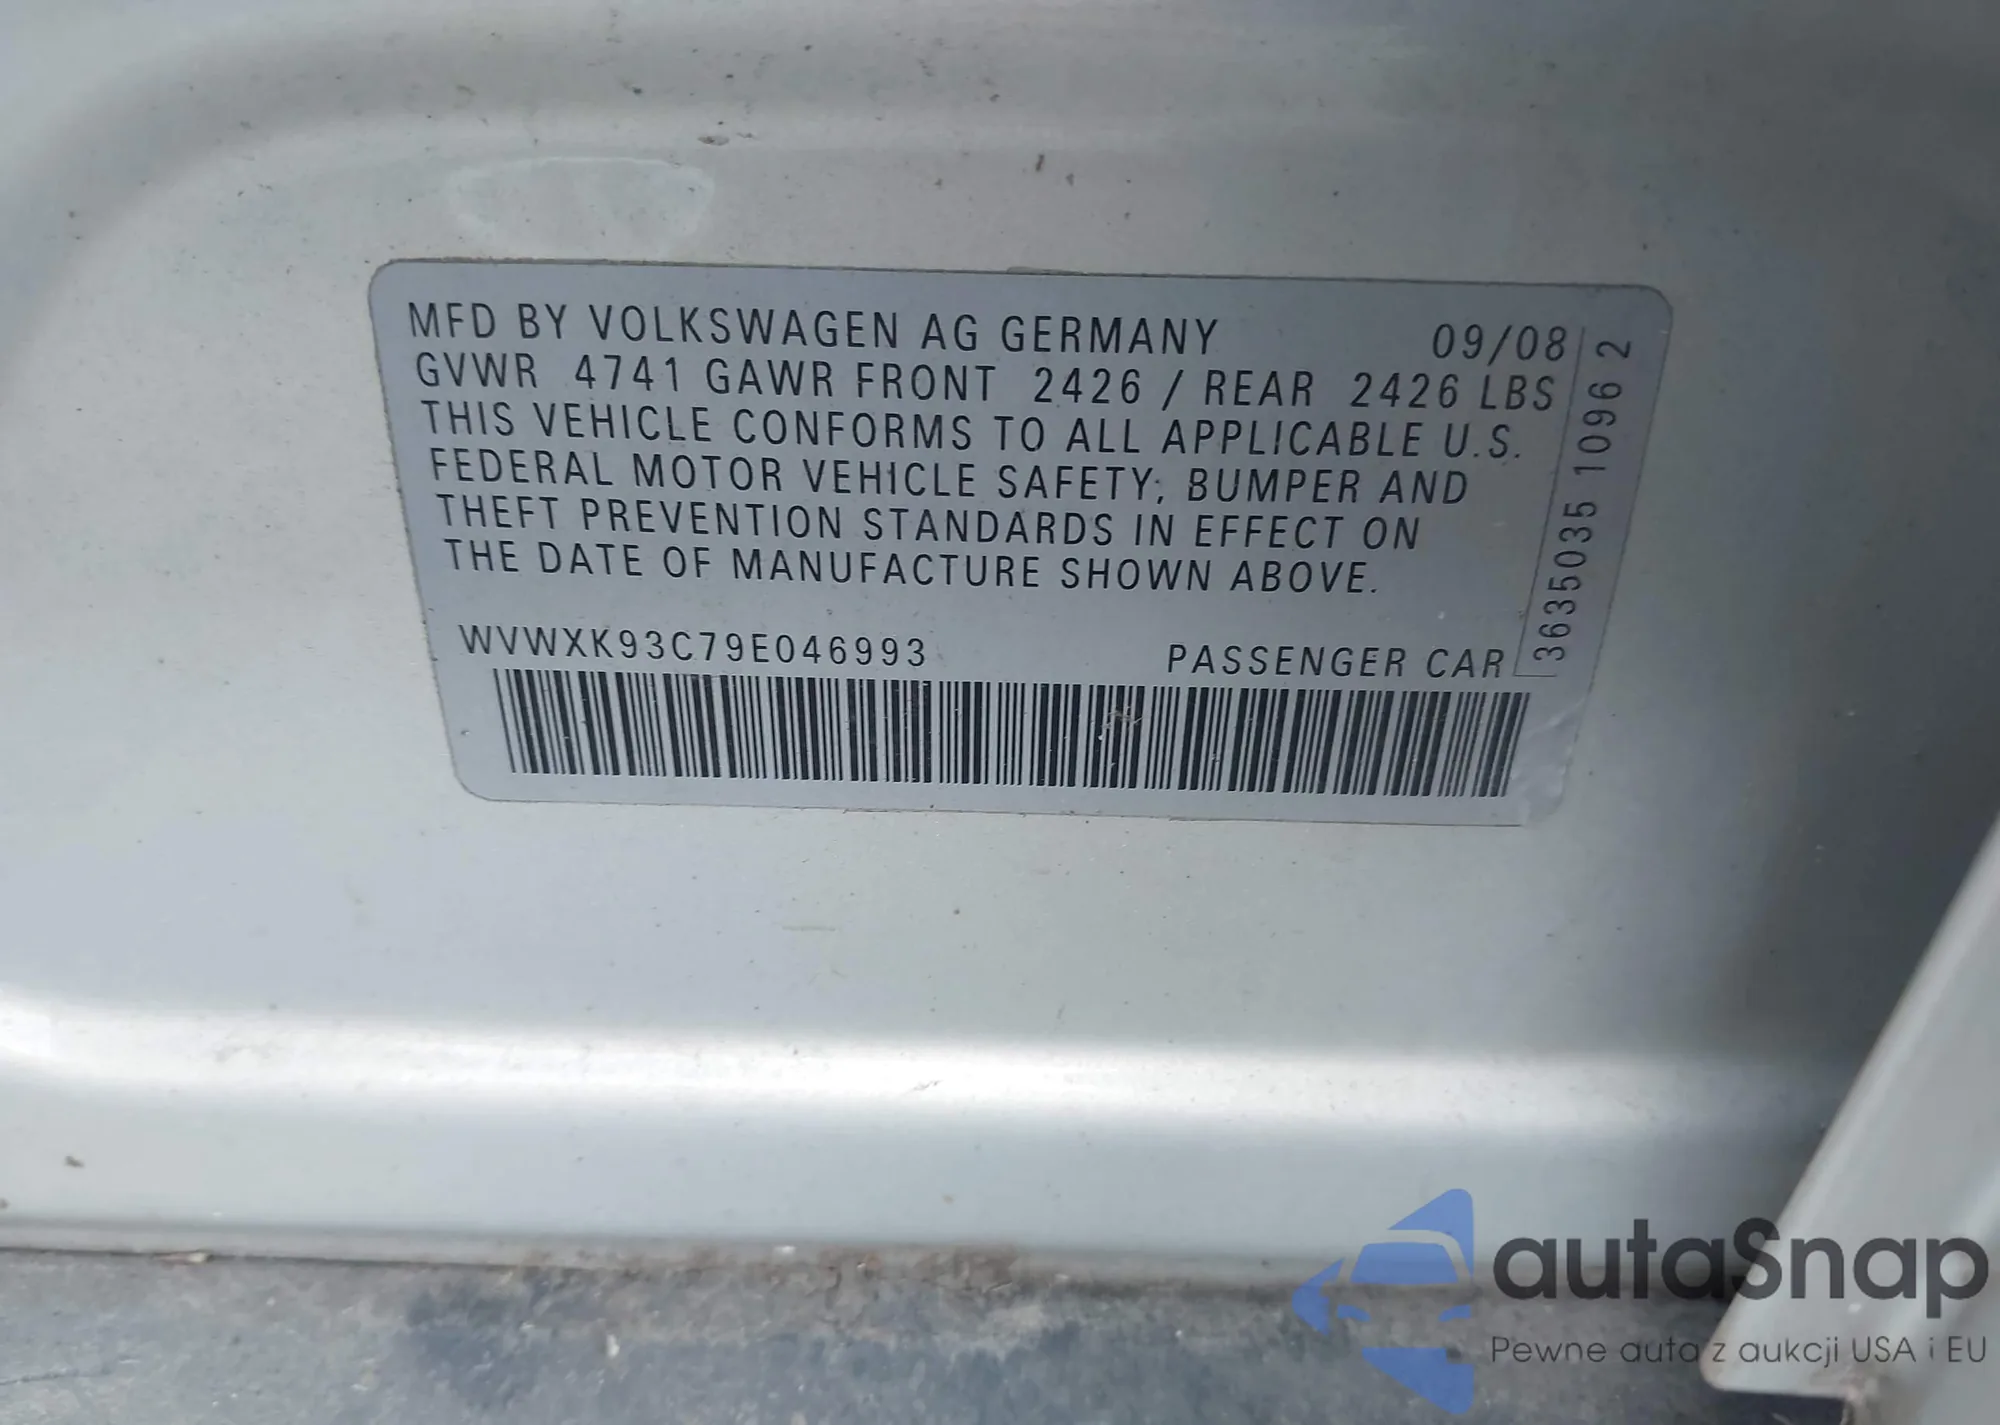 MFD BY VOLKSWAGEN AG GERMANY 09/08
GVWR 4741 GAWR FRONT 2426 / REAR 2426 LBS
THIS VEHICLE CONFORMS TO ALL APPLICABLE U.S.
FEDERAL MOTOR VEHICLE SAFETY, BUMPER AND
THEFT PREVENTION STANDARDS IN EFFECT ON
THE DATE OF MANUFACTURE SHOWN ABOVE.
WVWXK93C79E046993 PASSENGER CAR
3635035 1096 2
autaSnap
Pewne auta z aukcji USA i EU